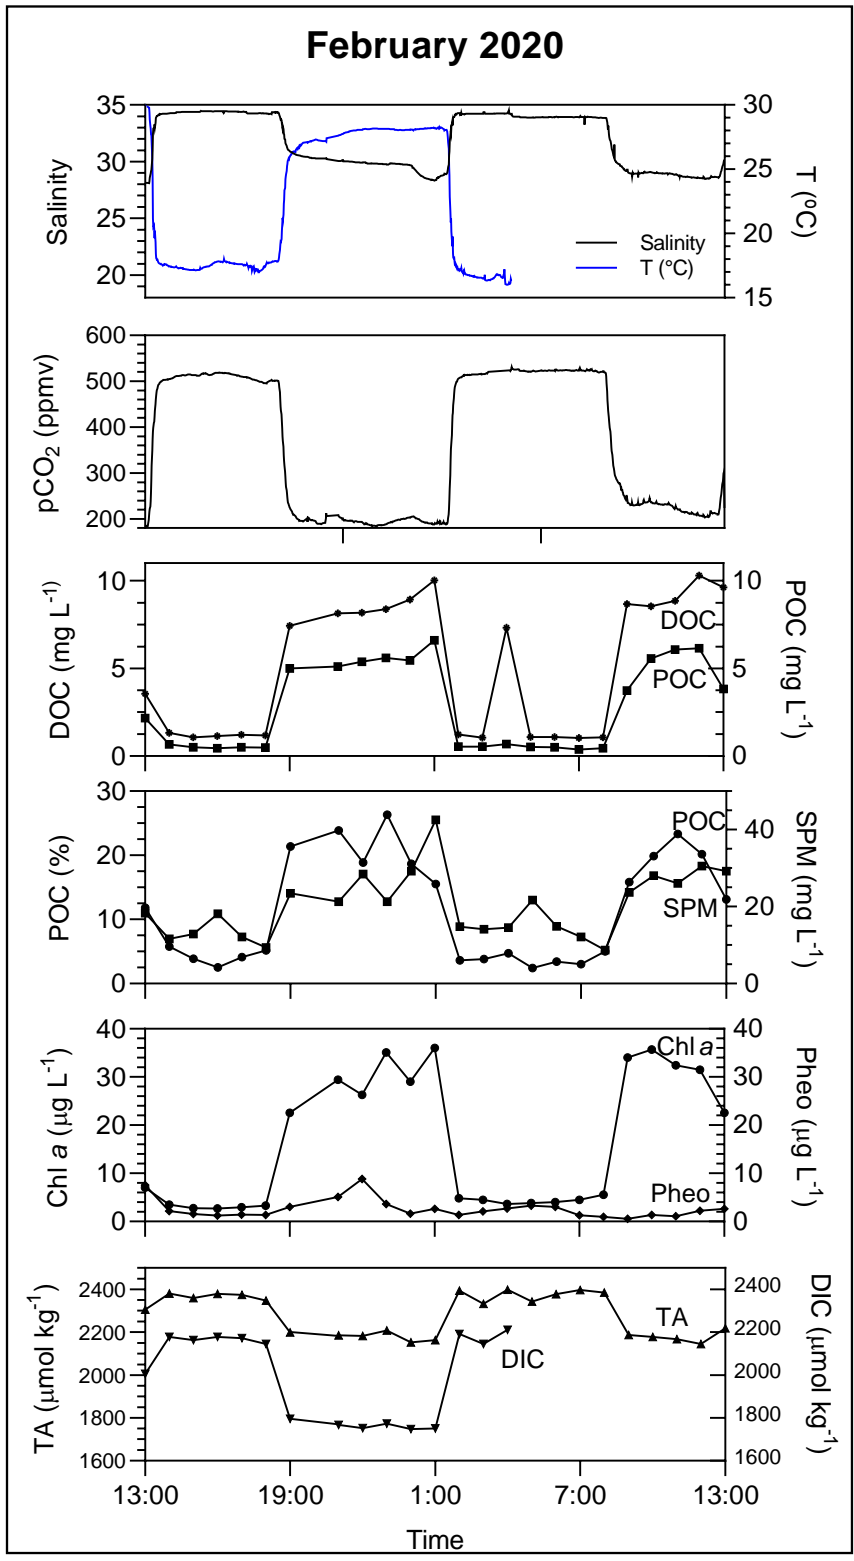 February 2020
35
30
25
20
Salinity
30
25
20
15
T (ºC)
Salinity
T (°C)
600
500
400
300
200
pCO2 (ppmv)
10
5
0
DOC (mg L-1)
10
5
0
POC (mg L-1)
DOC
POC
30
20
10
0
POC (%)
40
20
0
SPM (mg L-1)
POC
SPM
40
30
20
10
0
Chl a (μg L-1)
40
30
20
10
0
Pheo (μg L-1)
Chl a
Pheo
2400
2200
2000
1800
1600
TA (μmol kg-1)
2400
2200
2000
1800
1600
DIC (μmol kg-1)
TA
DIC
13:00 19:00 1:00 7:00 13:00
Time